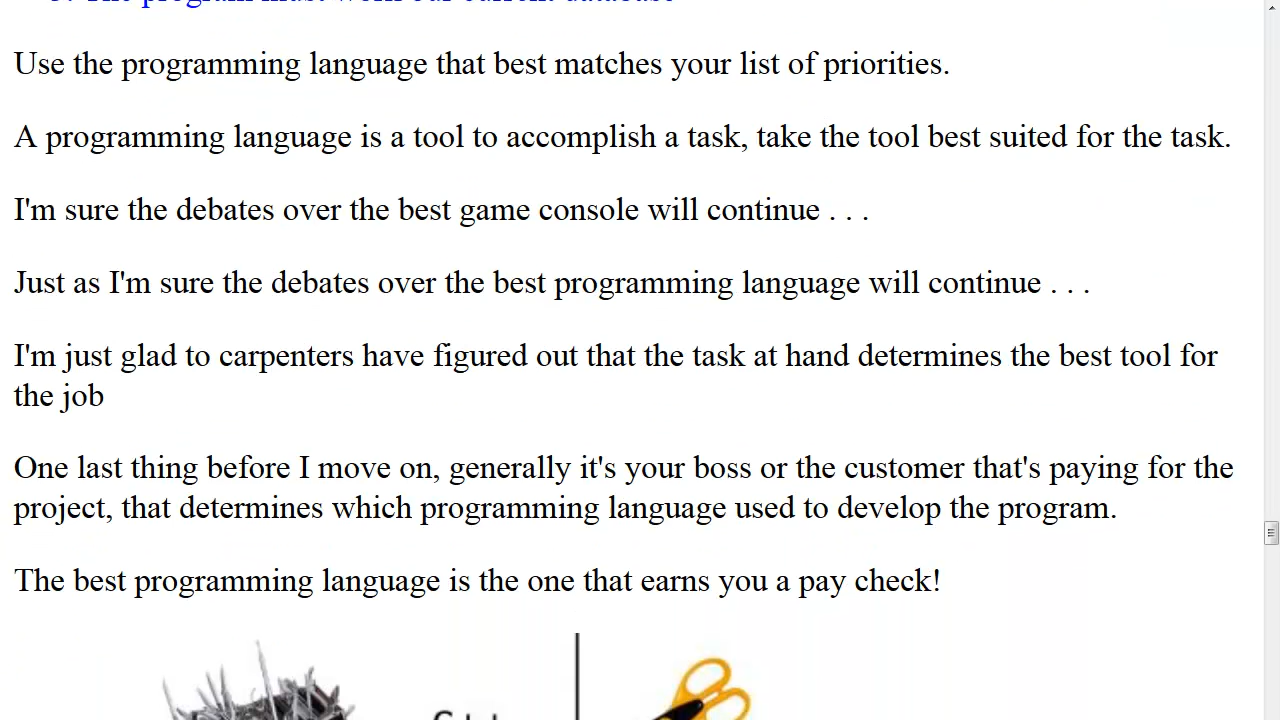 Use the programming language that best matches your list of priorities.
A programming language is a tool to accomplish a task, take the tool best suited for the task.
I'm sure the debates over the best game console will continue . . .
Just as I'm sure the debates over the best programming language will continue . . .
I'm just glad to carpenters have figured out that the task at hand determines the best tool for
the job
One last thing before I move on, generally it's your boss or the customer that's paying for the
project, that determines which programming language used to develop the program.
The best programming language is the one that earns you a pay check!